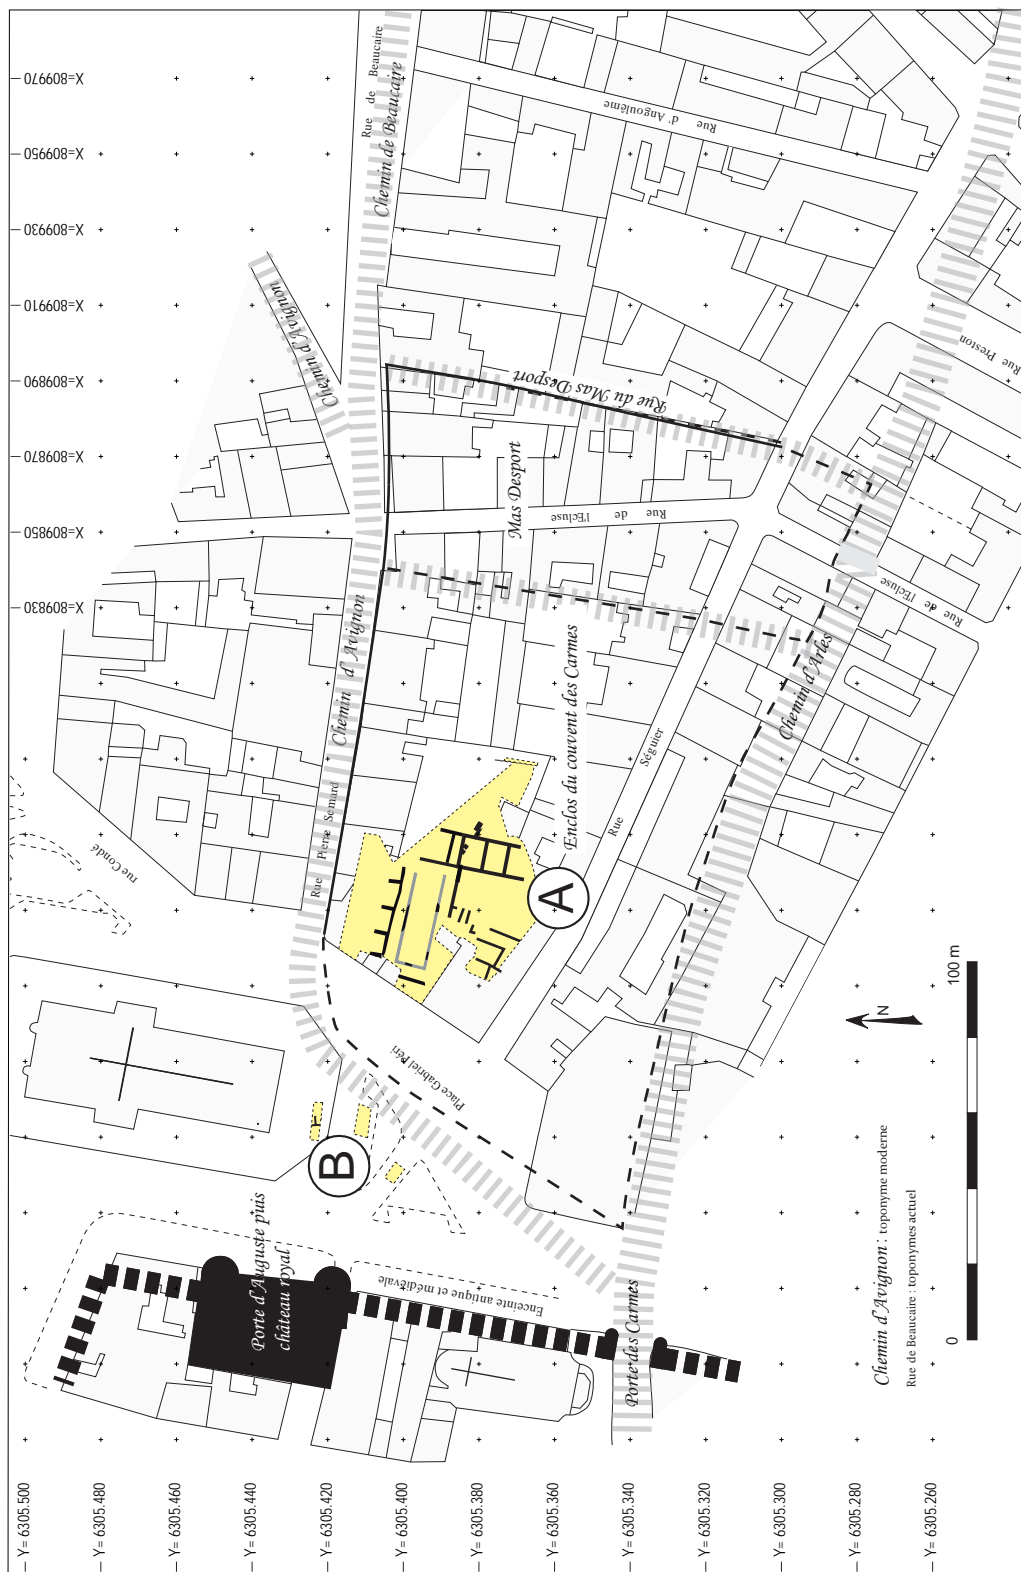 X=809970
X=809950
X=809930
X=809910
X=809890
X=809870
X=809850
X=809830
Y= 6305.500
Y= 6305.480
Y= 6305.460
Y= 6305.440
Y= 6305.420
Y= 6305.400
Y= 6305.380
Y= 6305.360
Y= 6305.340
Y= 6305.320
Y= 6305.300
Y= 6305.280
Y= 6305.260
Rue de Beaucaire
Chemin de Beaucaire
Rue d'Angoulême
Chemin d'Avignon
Rue du Mas Desport
Mas Desport
Rue de l'Ecluse
Rue Preston
Rue de l'Ecluse
Chemin d'Avignon
Rue Pierre Semard
Enclos du couvent des Carmes
Chemin d'Arles
Rue Séguier
rue Condé
A
B
Place Gabriel Péri
Porte d'Auguste puis
château royal
Enceinte antique et médiévale
Porte des Carmes
N
0
100 m
Chemin d'Avignon : toponyme moderne
Rue de Beaucaire : toponymes actuel